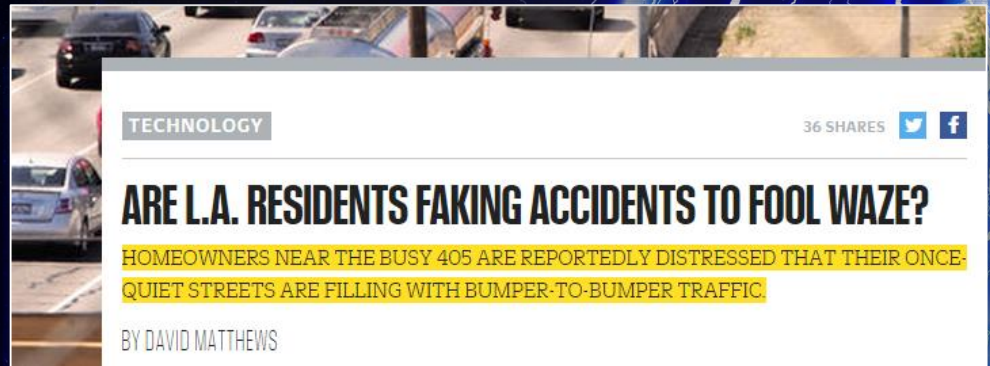 TECHNOLOGY
36 SHARES
ARE L.A. RESIDENTS FAKING ACCIDENTS TO FOOL WAZE?
HOMEOWNERS NEAR THE BUSY 405 ARE REPORTEDLY DISTRESSED THAT THEIR ONCE-
QUIET STREETS ARE FILLING WITH BUMPER-TO-BUMPER TRAFFIC.
BY DAVID MATTHEWS